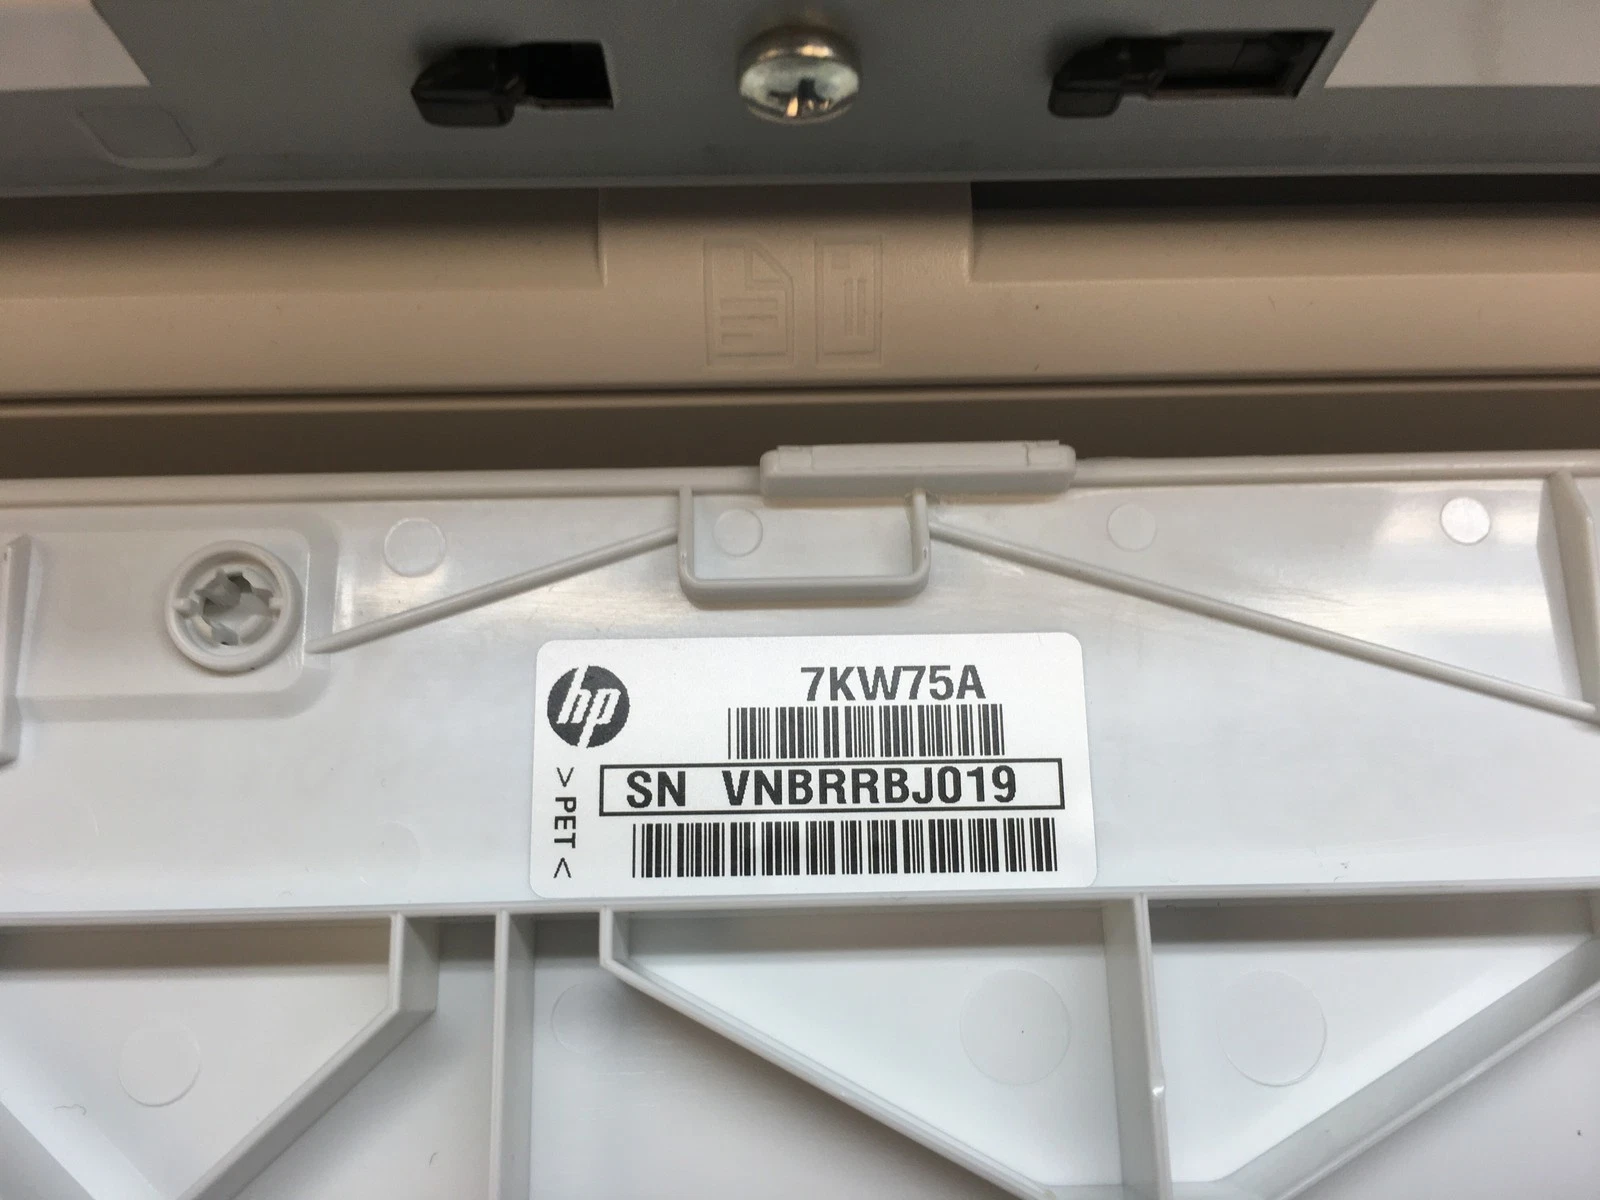 hp
7KW75A
SN VNBRRBJ019
>PET<